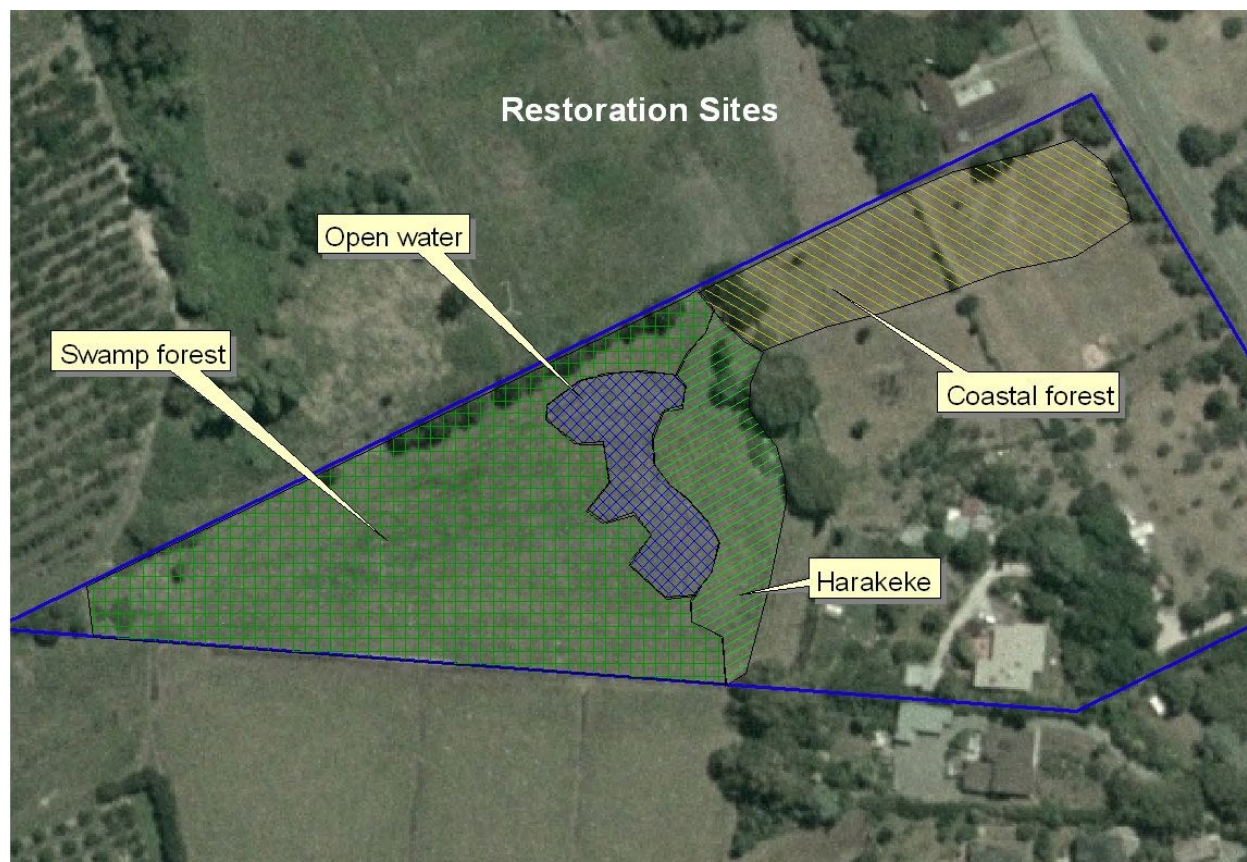 Restoration Sites
Open water
Swamp forest
Coastal forest
Harakeke